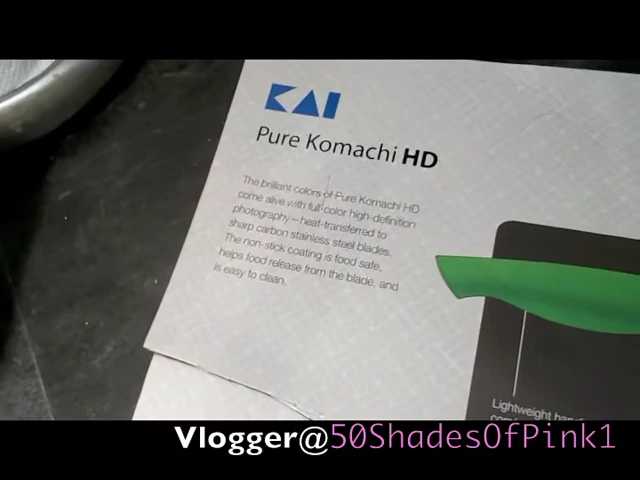 KAI
Pure Komachi HD
The brilliant colors of Pure Komachi HD
come alive with full-color high-definition
photography—heat-transferred to
sharp carbon stainless steel blades.
The non-stick coating is food safe,
helps food release from the blade, and
is easy to clean.
Lightweight
Vlogger@50ShadesOfPink1